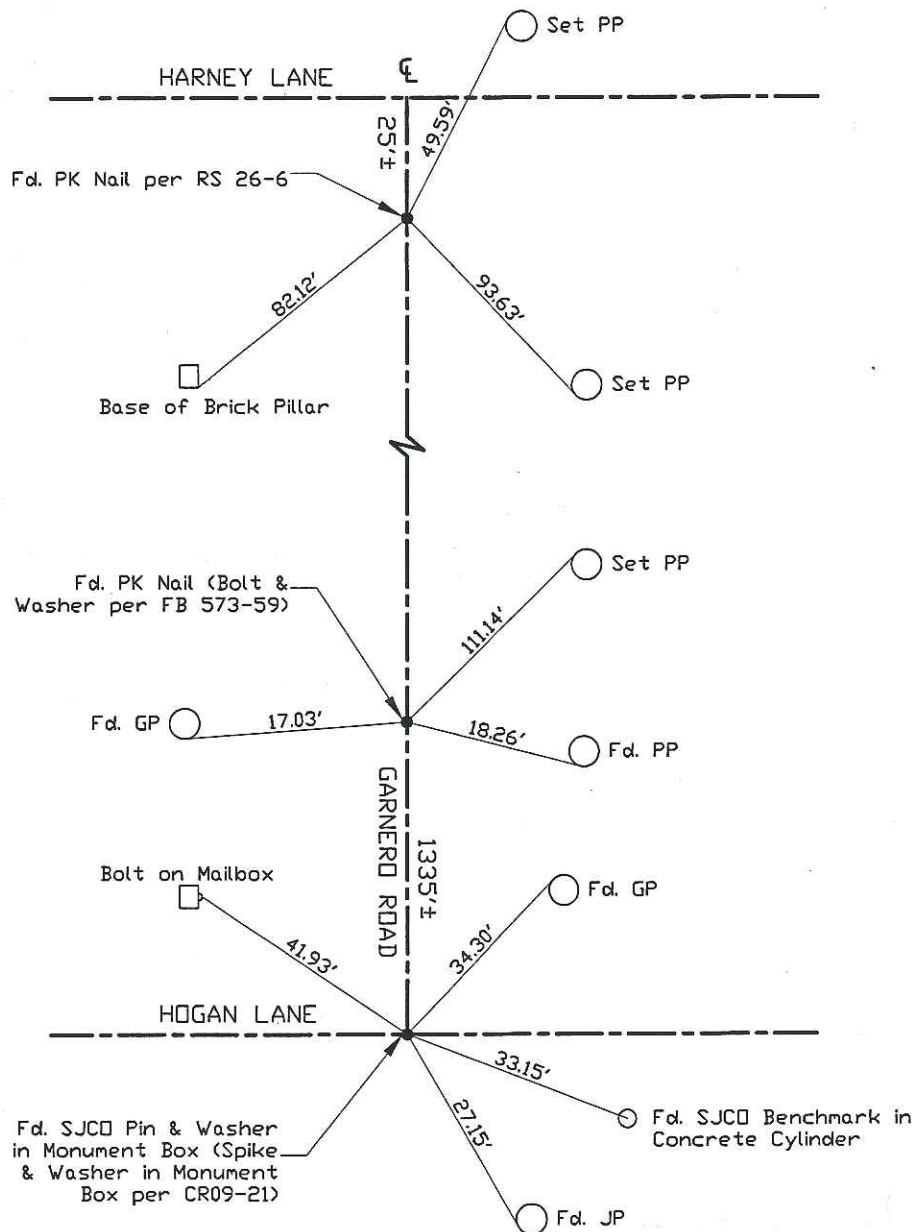 Set PP
HARNEY LANE
℄
49.59'
25'±
Fd. PK Nail per RS 26-6
82.12'
93.63'
Set PP
Base of Brick Pillar
Set PP
Fd. PK Nail (Bolt &
Washer per FB 573-59)
111.14'
Fd. GP
17.03'
18.26'
Fd. PP
GARNERO ROAD
1335'±
Bolt on Mailbox
Fd. GP
41.93'
34.30'
HOGAN LANE
33.15'
27.15'
Fd. SJCO Benchmark in
Concrete Cylinder
Fd. SJCO Pin & Washer
in Monument Box (Spike
& Washer in Monument
Box per CR09-21)
Fd. JP